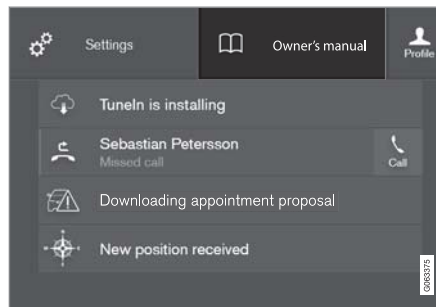 Settings
Owner's manual
Profile
TuneIn is installing
Sebastian Petersson
Missed call
Call
Downloading appointment proposal
New position received
G063375